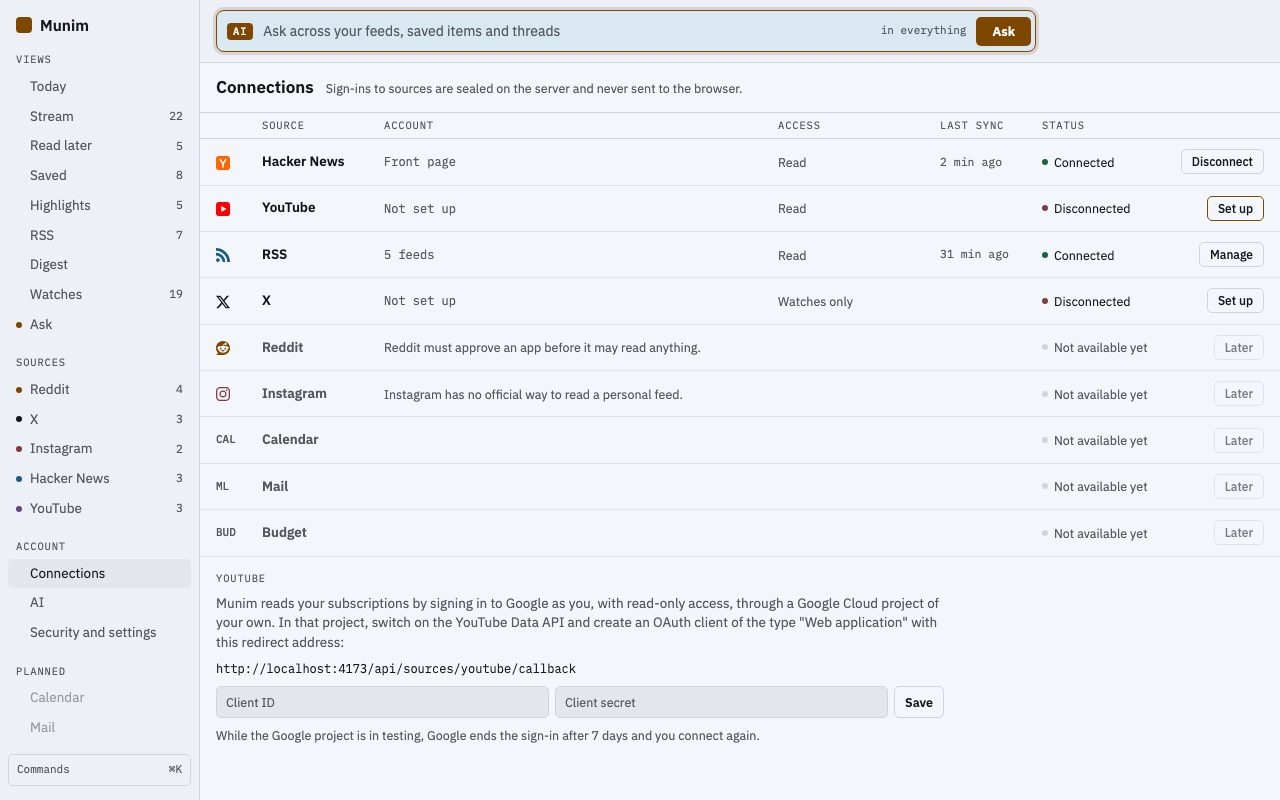 Munim
VIEWS
Today
Stream 22
Read later 5
Saved 8
Highlights 5
RSS 7
Digest
Watches 19
Ask
SOURCES
Reddit 4
X 3
Instagram 2
Hacker News 3
YouTube 3
ACCOUNT
Connections
AI
Security and settings
PLANNED
Calendar
Mail
Commands ⌘K
AI Ask across your feeds, saved items and threads in everything Ask
Connections Sign-ins to sources are sealed on the server and never sent to the browser.
SOURCE ACCOUNT ACCESS LAST SYNC STATUS
Hacker News Front page Read 2 min ago Connected Disconnect
YouTube Not set up Read Disconnected Set up
RSS 5 feeds Read 31 min ago Connected Manage
X Not set up Watches only Disconnected Set up
Reddit Reddit must approve an app before it may read anything. Not available yet Later
Instagram Instagram has no official way to read a personal feed. Not available yet Later
CAL Calendar Not available yet Later
ML Mail Not available yet Later
BUD Budget Not available yet Later
YOUTUBE
Munim reads your subscriptions by signing in to Google as you, with read-only access, through a Google Cloud project of
your own. In that project, switch on the YouTube Data API and create an OAuth client of the type "Web application" with
this redirect address:
http://localhost:4173/api/sources/youtube/callback
Client ID Client secret Save
While the Google project is in testing, Google ends the sign-in after 7 days and you connect again.